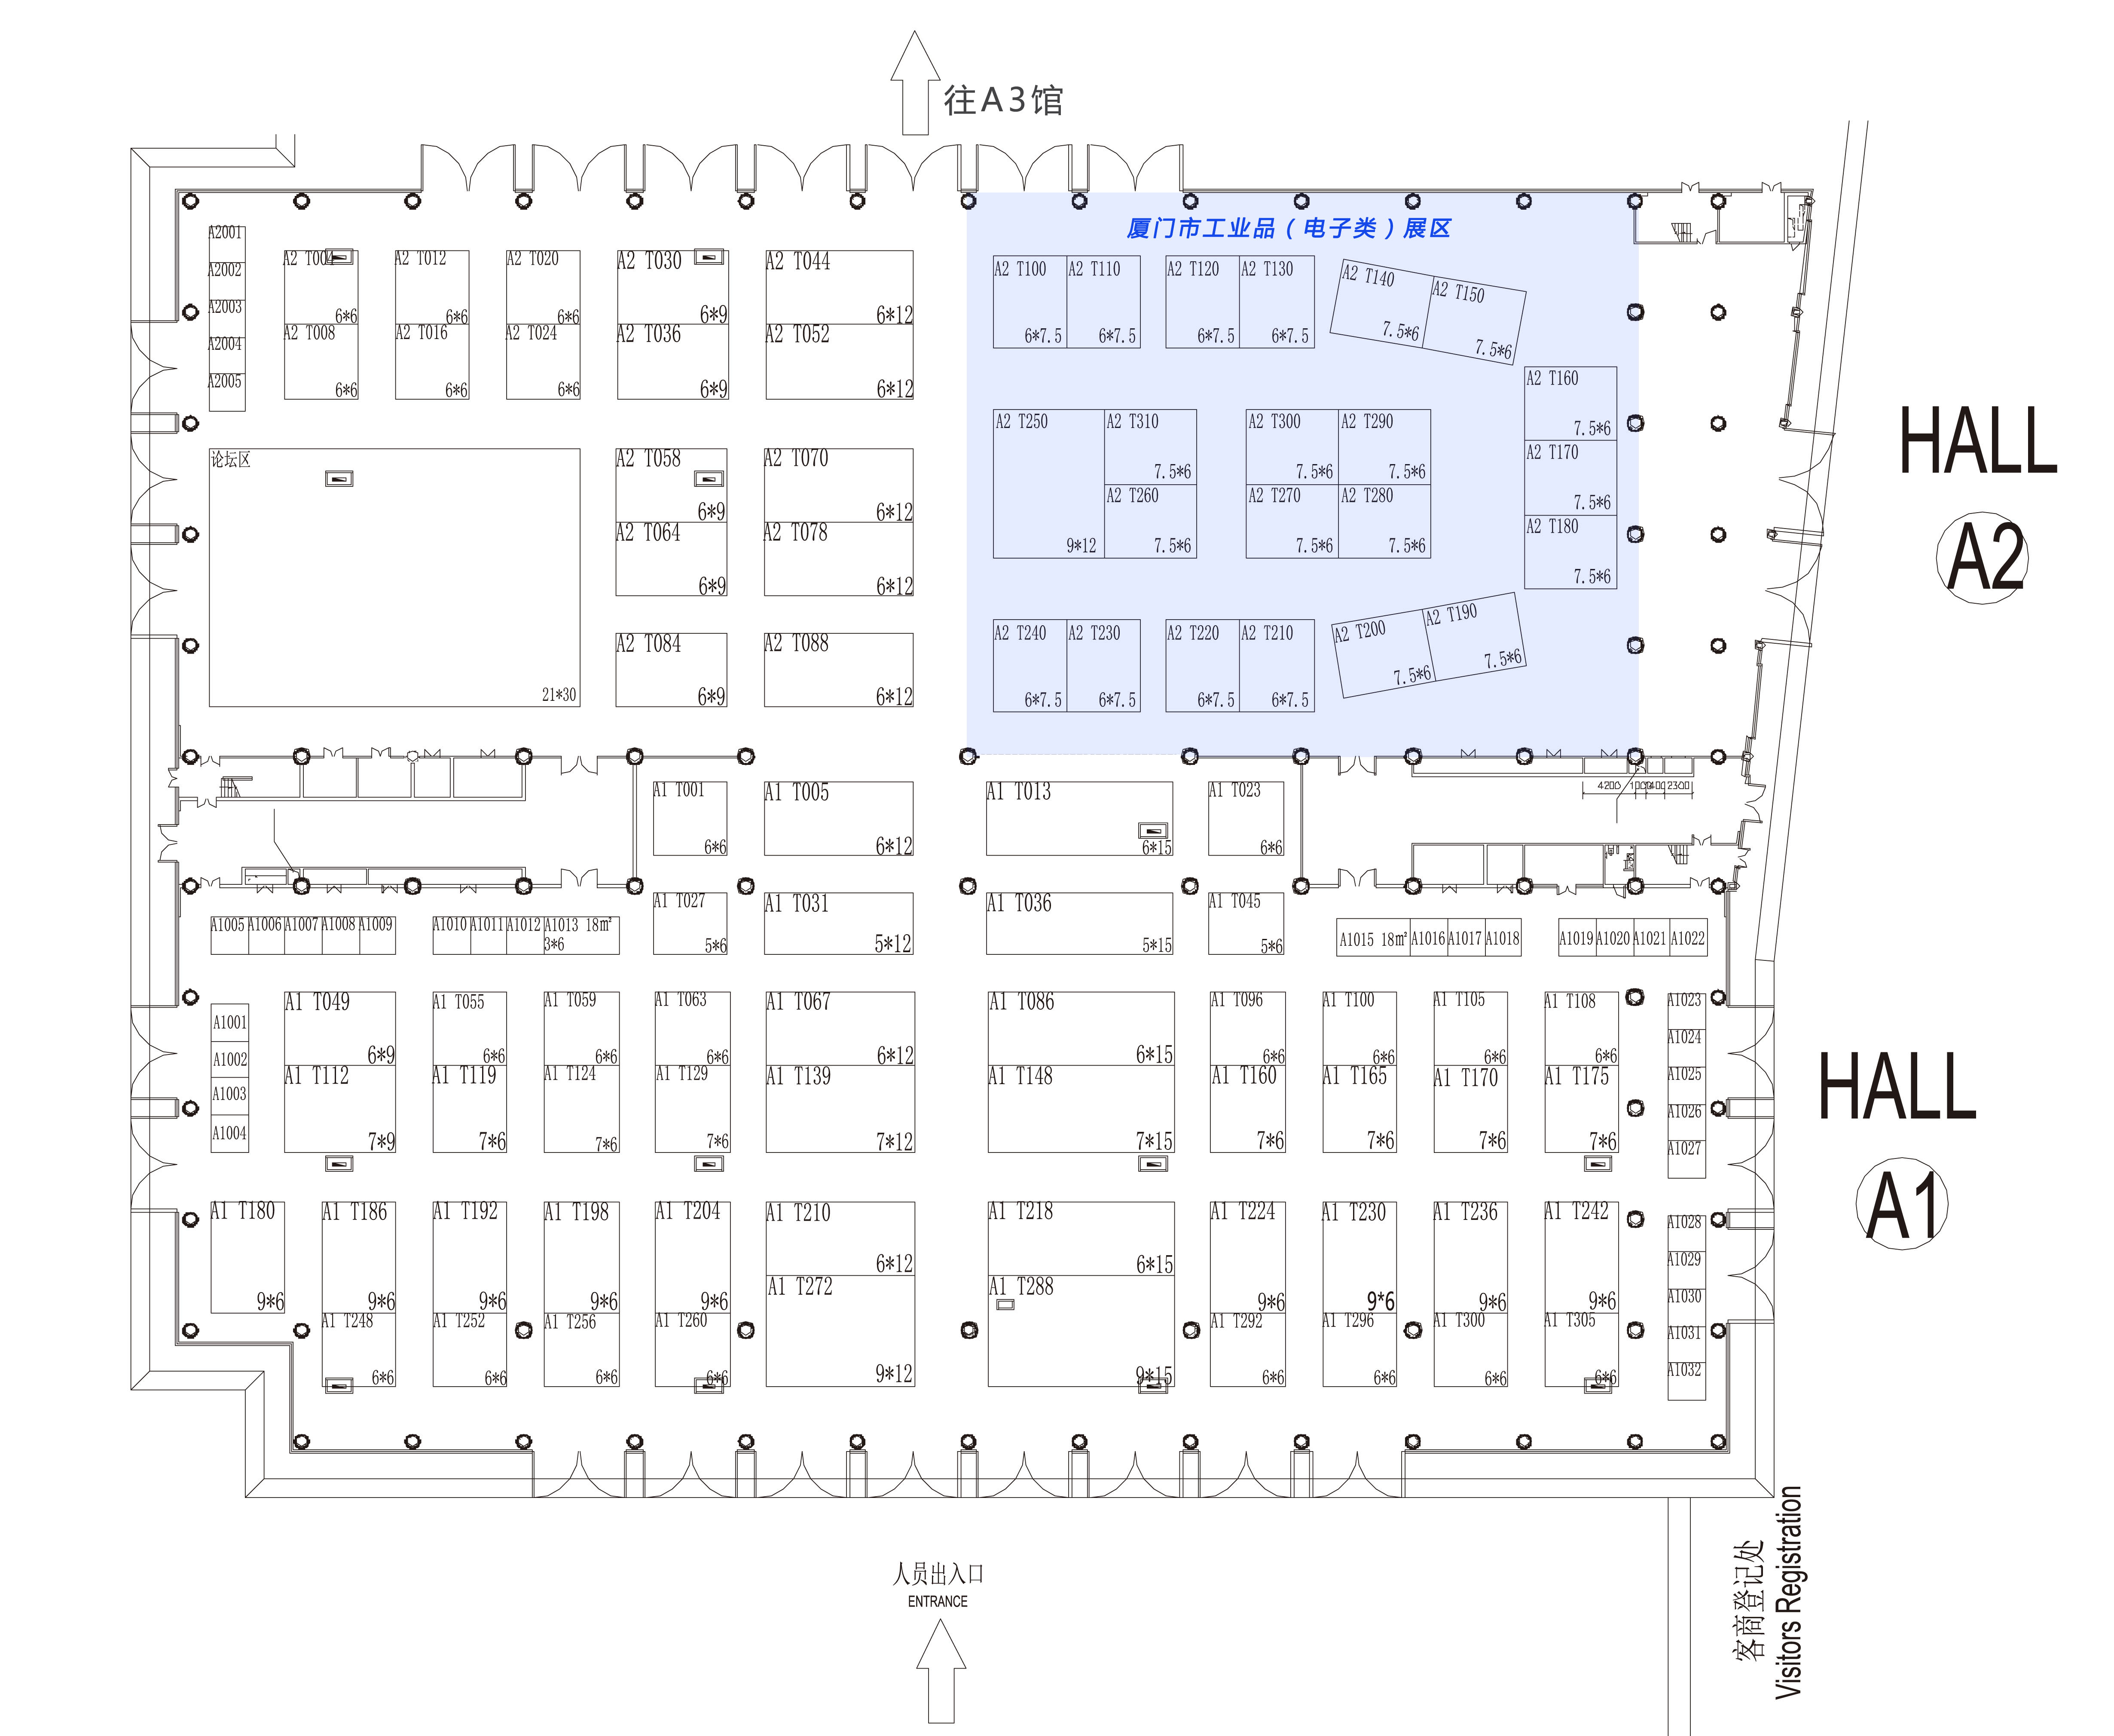 往A3馆
厦门市工业品（电子类）展区
A2001
A2002
A2003
A2004
A2005
A2 T004
6*6
A2 T008
6*6
A2 T012
6*6
A2 T016
6*6
A2 T020
6*6
A2 T024
6*6
A2 T030
6*9
A2 T036
6*9
A2 T044
6*12
A2 T052
6*12
A2 T100
6*7.5
A2 T110
6*7.5
A2 T120
6*7.5
A2 T130
6*7.5
A2 T140
7.5*6
A2 T150
7.5*6
A2 T160
7.5*6
A2 T170
7.5*6
A2 T180
7.5*6
HALL
A2
论坛区
21*30
A2 T058
6*9
A2 T064
6*9
A2 T070
6*12
A2 T078
6*12
A2 T084
6*9
A2 T088
6*12
A2 T250
9*12
A2 T310
7.5*6
A2 T260
7.5*6
A2 T300
7.5*6
A2 T290
7.5*6
A2 T270
7.5*6
A2 T280
7.5*6
A2 T240
6*7.5
A2 T230
6*7.5
A2 T220
6*7.5
A2 T210
6*7.5
A2 T200
7.5*6
A2 T190
7.5*6
A1 T001
6*6
A1 T005
6*12
A1 T013
6*15
A1 T023
6*6
4200
2300
A1 T027
5*6
A1 T031
5*12
A1 T036
5*15
A1 T045
5*6
A1005
A1006
A1007
A1008
A1009
A1010
A1011
A1012
A1013 18㎡
3*6
A1015 18㎡
A1016
A1017
A1018
A1019
A1020
A1021
A1022
A1001
A1002
A1003
A1004
A1 T049
6*9
A1 T055
6*6
A1 T059
6*6
A1 T063
6*6
A1 T067
6*12
A1 T086
6*15
A1 T096
6*6
A1 T100
6*6
A1 T105
6*6
A1 T108
6*6
A1 T112
7*9
A1 T119
7*6
A1 T124
7*6
A1 T129
7*6
A1 T139
7*12
A1 T148
7*15
A1 T160
7*6
A1 T165
7*6
A1 T170
7*6
A1 T175
7*6
A1023
A1024
A1025
A1026
A1027
HALL
A1
A1 T180
9*6
A1 T186
9*6
A1 T192
9*6
A1 T198
9*6
A1 T204
9*6
A1 T210
6*12
A1 T218
6*15
A1 T224
9*6
A1 T230
9*6
A1 T236
9*6
A1 T242
9*6
A1 T248
6*6
A1 T252
6*6
A1 T256
6*6
A1 T260
6*6
A1 T272
9*12
A1 T288
9*15
A1 T292
6*6
A1 T296
6*6
A1 T300
6*6
A1 T305
6*6
A1028
A1029
A1030
A1031
A1032
人员出入口
ENTRANCE
客商登记处
Visitors Registration